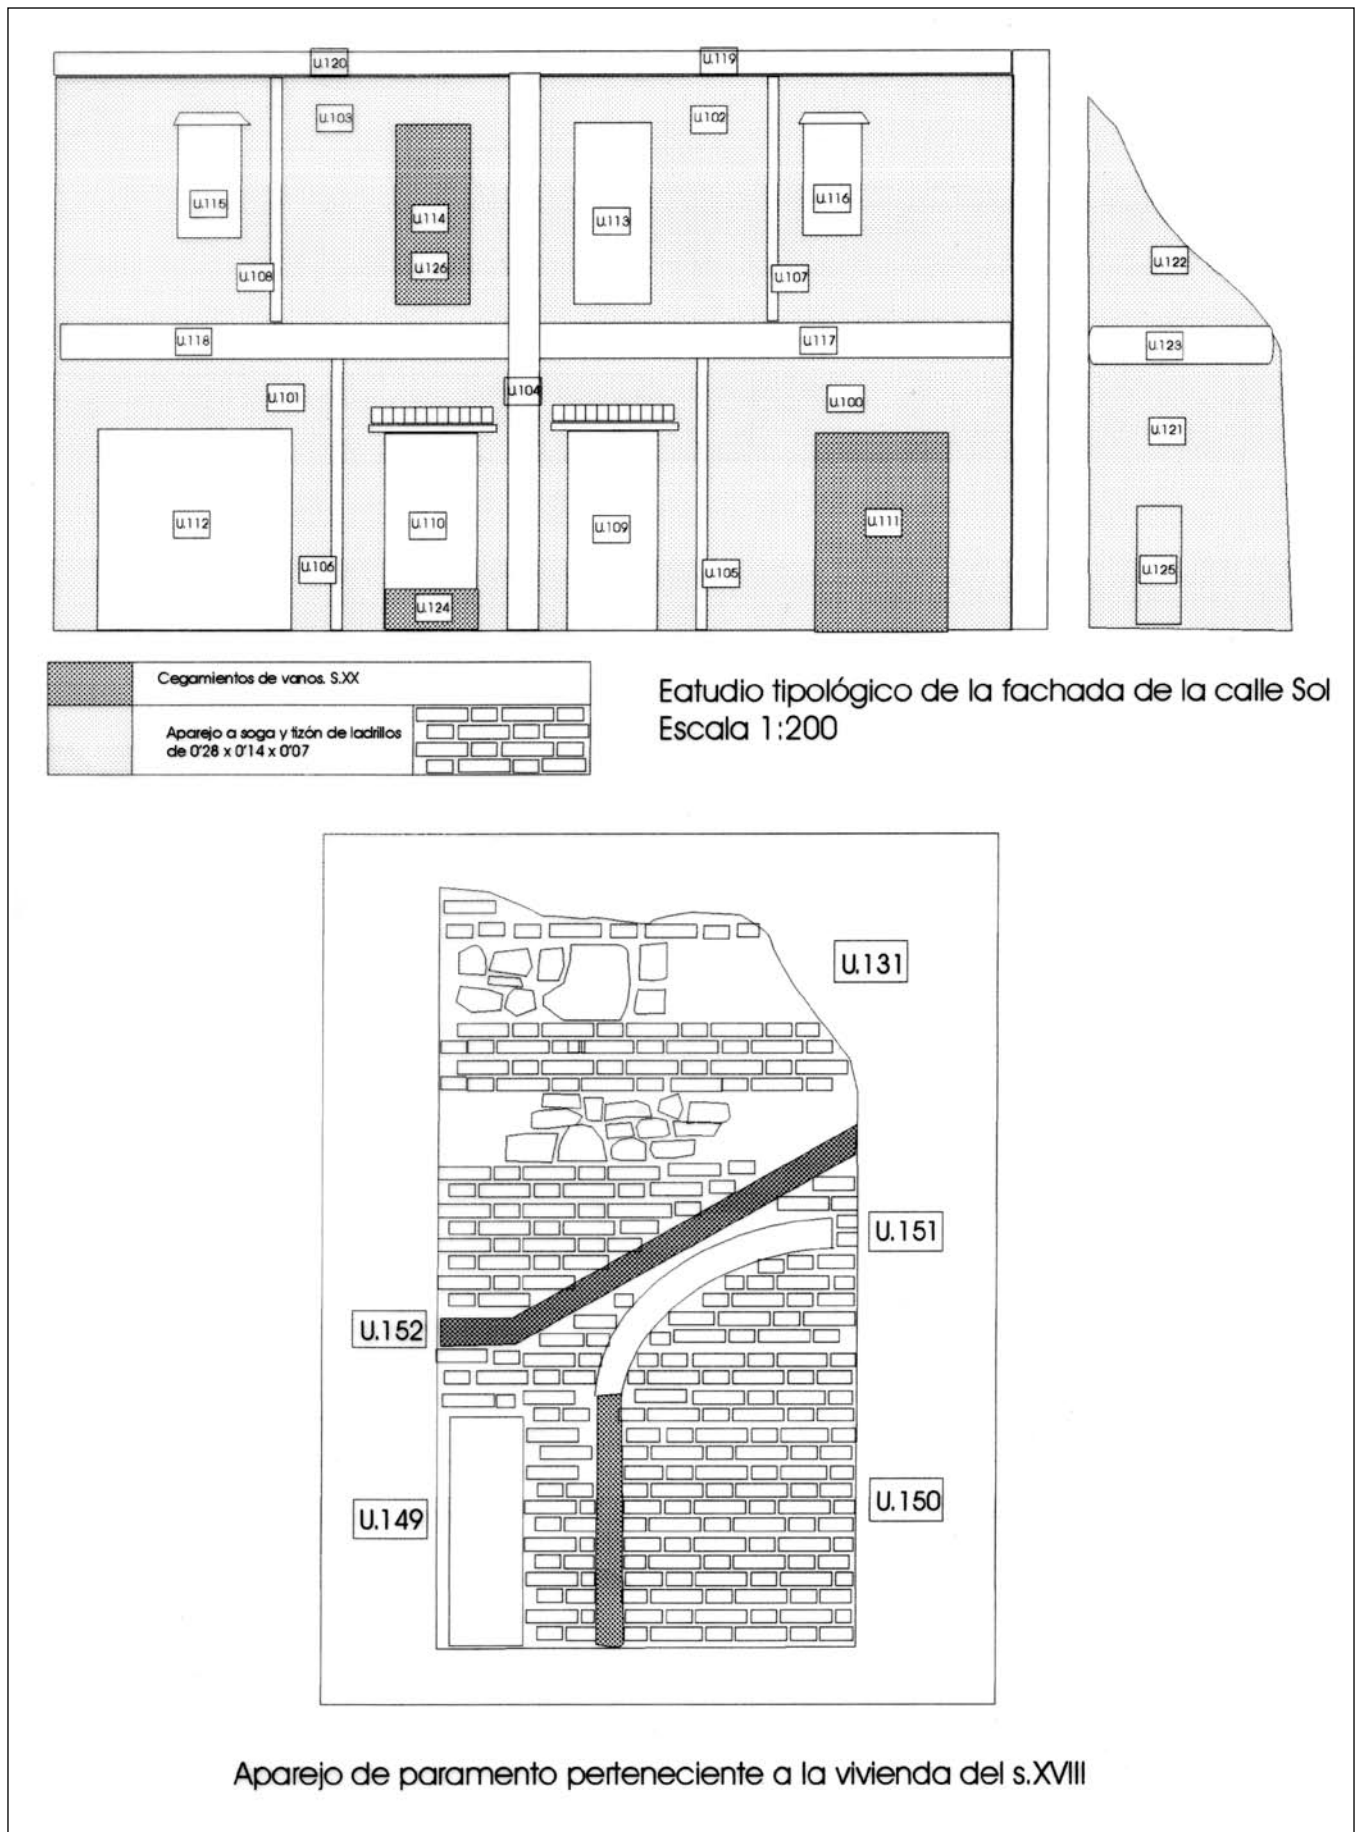 U.120
U.119
U.103
U.102
U.115
U.116
U.114
U.113
U.126
U.108
U.107
U.122
U.118
U.117
U.123
U.101
U.104
U.100
U.121
U.112
U.110
U.109
U.111
U.106
U.105
U.125
U.124
Cegamientos de vanos. S.XX
Aparejo a soga y tizón de ladrillos
de 0'28 x 0'14 x 0'07
Eatudio tipológico de la fachada de la calle Sol
Escala 1:200
U.131
U.151
U.152
U.150
U.149
Aparejo de paramento perteneciente a la vivienda del s.XVIII